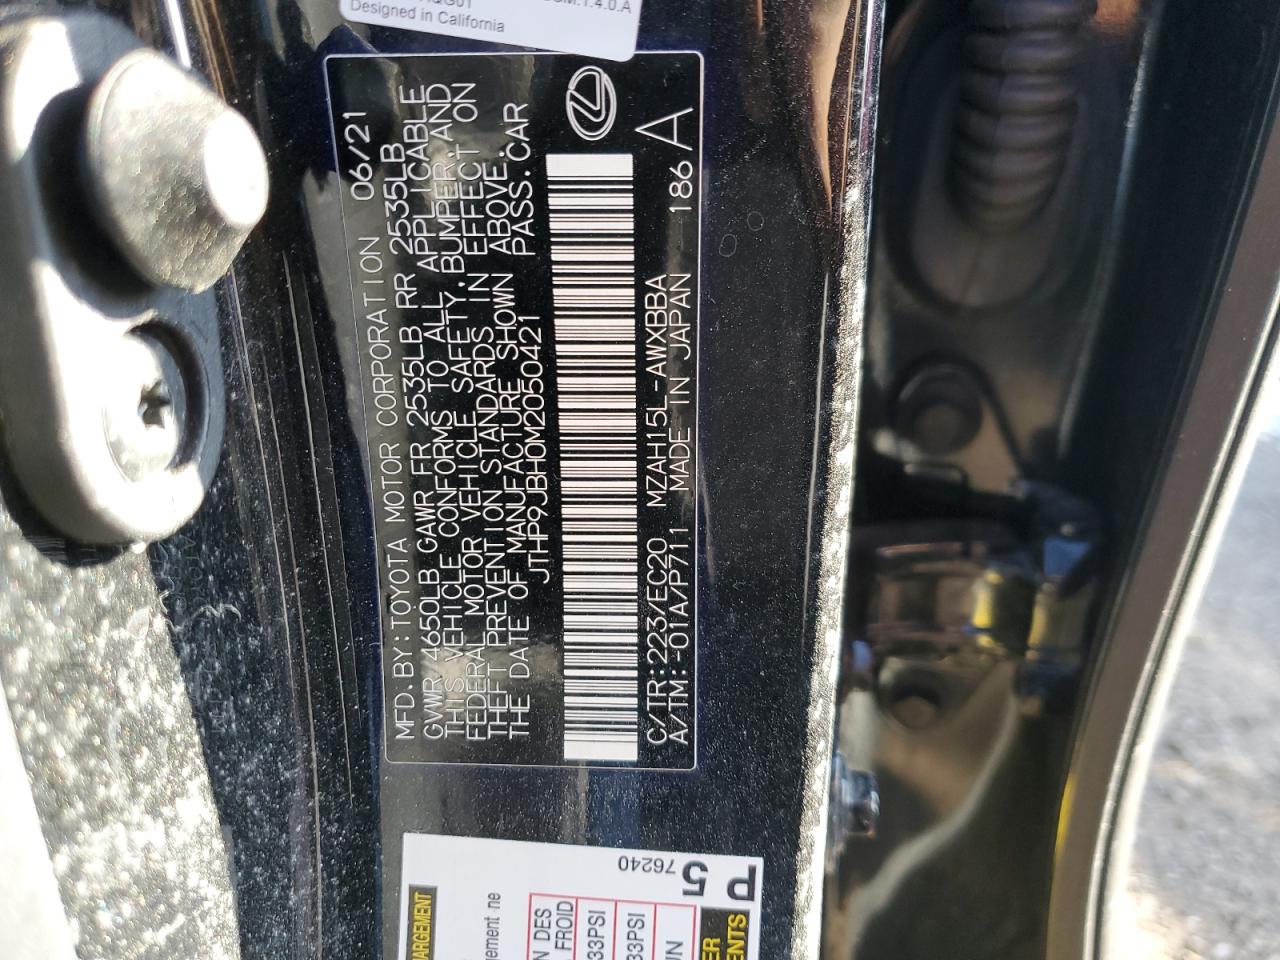 Designed in California
MFD.BY:TOYOTA MOTOR CORPORATION 06/21
GVWR 4650LB GAWR FR 2535LB RR 2535LB
THIS VEHICLE CONFORMS TO ALL APPLICABLE
FEDERAL MOTOR VEHICLE SAFETY, BUMPER, AND
THEFT PREVENTION STANDARDS IN EFFECT ON
THE DATE OF MANUFACTURE SHOWN ABOVE.
JTHP9JBH0M2050421 PASS.CAR
C/TR:223/EC20 MZAH15L-AWXBBA
A/TM:-01A/P711 MADE IN JAPAN 186 A
76240
P
5
33PSI
33PSI
FROID
DES